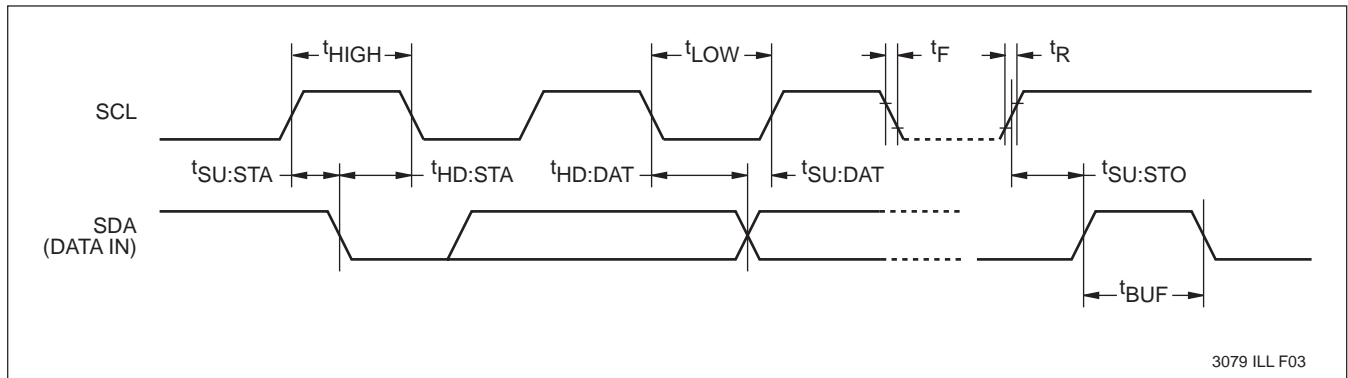 tHIGH
tLOW
tF
tR
SCL
tSU:STA
tHD:STA
tHD:DAT
tSU:DAT
tSU:STO
SDA
(DATA IN)
tBUF
3079 ILL F03